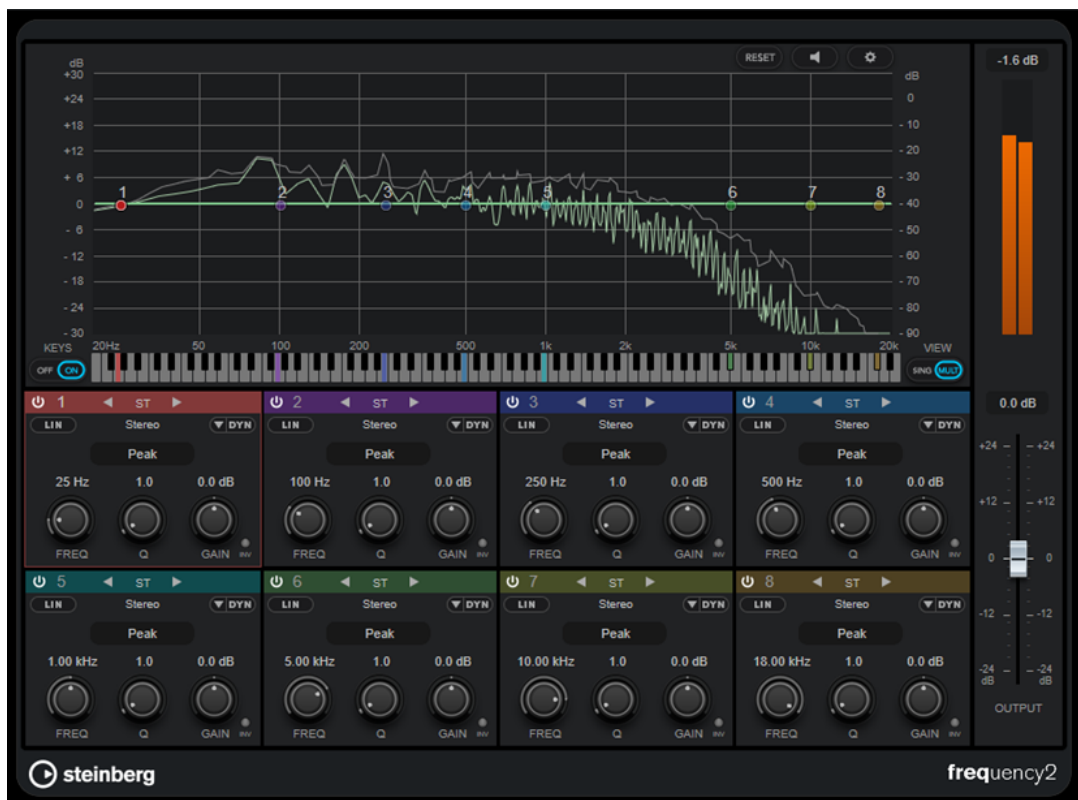 RESET
-1.6 dB
dB
+30
+24
+18
+12
+ 6
0
- 6
- 12
- 18
- 24
- 30
1 2 3 4 5 6 7 8
dB
0
- 10
- 20
- 30
- 40
- 50
- 60
- 70
- 80
- 90
20Hz 50 100 200 500 1k 2k 5k 10k 20k
KEYS
OFF ON
VIEW
SING MULT
1 ST
LIN Stereo DYN
Peak
25 Hz 1.0 0.0 dB
FREQ Q GAIN INV
2 ST
LIN Stereo DYN
Peak
100 Hz 1.0 0.0 dB
FREQ Q GAIN INV
3 ST
LIN Stereo DYN
Peak
250 Hz 1.0 0.0 dB
FREQ Q GAIN INV
4 ST
LIN Stereo DYN
Peak
500 Hz 1.0 0.0 dB
FREQ Q GAIN INV
5 ST
LIN Stereo DYN
Peak
1.00 kHz 1.0 0.0 dB
FREQ Q GAIN INV
6 ST
LIN Stereo DYN
Peak
5.00 kHz 1.0 0.0 dB
FREQ Q GAIN INV
7 ST
LIN Stereo DYN
Peak
10.00 kHz 1.0 0.0 dB
FREQ Q GAIN INV
8 ST
LIN Stereo DYN
Peak
18.00 kHz 1.0 0.0 dB
FREQ Q GAIN INV
0.0 dB
+24 +24
+12 +12
0 0
-12 -12
-24 -24
dB dB
OUTPUT
steinberg
frequency2